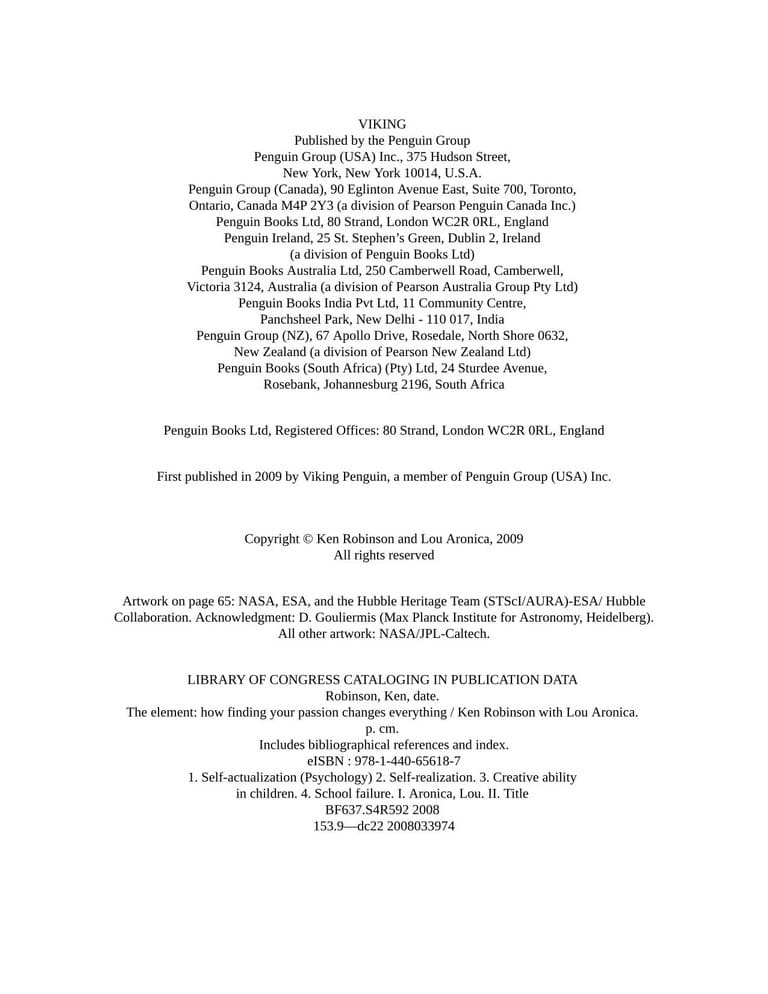 VIKING
Published by the Penguin Group
Penguin Group (USA) Inc., 375 Hudson Street,
New York, New York 10014, U.S.A.
Penguin Group (Canada), 90 Eglinton Avenue East, Suite 700, Toronto,
Ontario, Canada M4P 2Y3 (a division of Pearson Penguin Canada Inc.)
Penguin Books Ltd, 80 Strand, London WC2R 0RL, England
Penguin Ireland, 25 St. Stephen’s Green, Dublin 2, Ireland
(a division of Penguin Books Ltd)
Penguin Books Australia Ltd, 250 Camberwell Road, Camberwell,
Victoria 3124, Australia (a division of Pearson Australia Group Pty Ltd)
Penguin Books India Pvt Ltd, 11 Community Centre,
Panchsheel Park, New Delhi - 110 017, India
Penguin Group (NZ), 67 Apollo Drive, Rosedale, North Shore 0632,
New Zealand (a division of Pearson New Zealand Ltd)
Penguin Books (South Africa) (Pty) Ltd, 24 Sturdee Avenue,
Rosebank, Johannesburg 2196, South Africa
Penguin Books Ltd, Registered Offices: 80 Strand, London WC2R 0RL, England
First published in 2009 by Viking Penguin, a member of Penguin Group (USA) Inc.
Copyright © Ken Robinson and Lou Aronica, 2009
All rights reserved
Artwork on page 65: NASA, ESA, and the Hubble Heritage Team (STScI/AURA)-ESA/ Hubble
Collaboration. Acknowledgment: D. Gouliermis (Max Planck Institute for Astronomy, Heidelberg).
All other artwork: NASA/JPL-Caltech.
LIBRARY OF CONGRESS CATALOGING IN PUBLICATION DATA
Robinson, Ken, date.
The element: how finding your passion changes everything / Ken Robinson with Lou Aronica.
p. cm.
Includes bibliographical references and index.
eISBN : 978-1-440-65618-7
1. Self-actualization (Psychology) 2. Self-realization. 3. Creative ability
in children. 4. School failure. I. Aronica, Lou. II. Title
BF637.S4R592 2008
153.9—dc22 2008033974